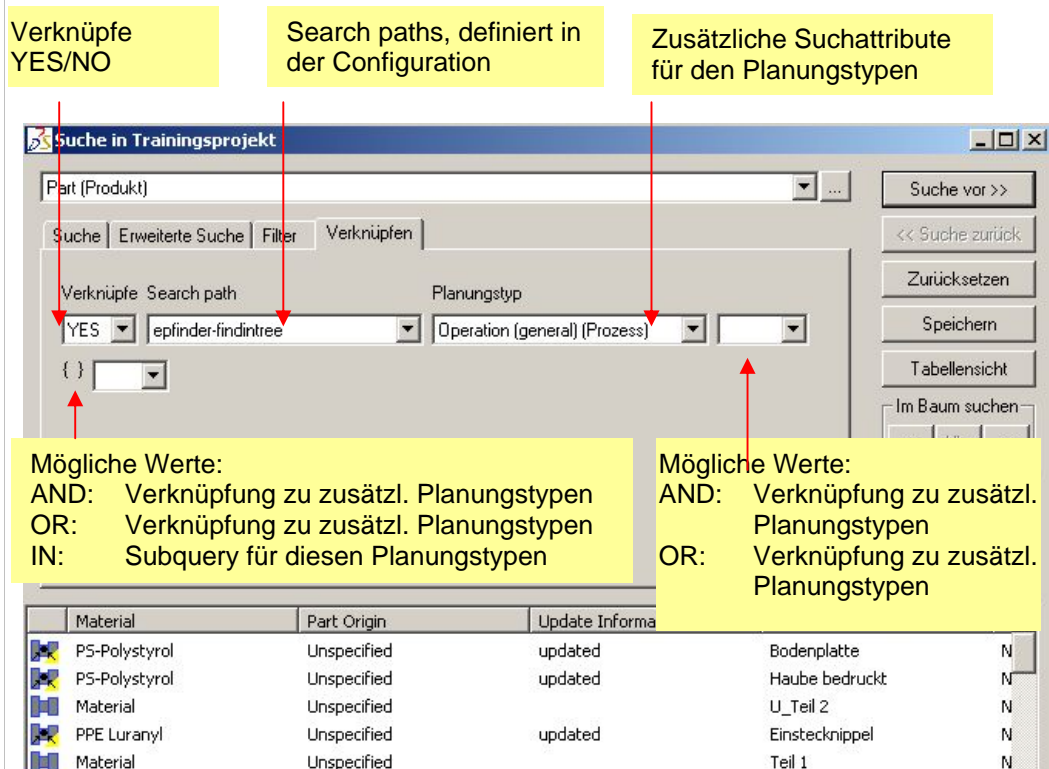 Verknüpfe
YES/NO
Search paths, definiert in
der Configuration
Zusätzliche Suchattribute
für den Planungstypen
Suche in Trainingsprojekt
Part (Produkt)
...
Suche vor >>
Suche Erweiterte Suche Filter Verknüpfen
<< Suche zurück
Zurücksetzen
Verknüpfe Search path Planungstyp
YES epfinder-findintree Operation (general) (Prozess)
Speichern
{ }
Tabellensicht
Im Baum suchen
Mögliche Werte:
AND: Verknüpfung zu zusätzl. Planungstypen
OR: Verknüpfung zu zusätzl. Planungstypen
IN: Subquery für diesen Planungstypen
Mögliche Werte:
AND: Verknüpfung zu zusätzl.
Planungstypen
OR: Verknüpfung zu zusätzl.
Planungstypen
Material Part Origin Update Informa
PS-Polystyrol Unspecified updated Bodenplatte N
PS-Polystyrol Unspecified updated Haube bedruckt N
Material Unspecified U_Teil 2 N
PPE Luranyl Unspecified updated Einstecknippel N
Material Unspecified Teil 1 N